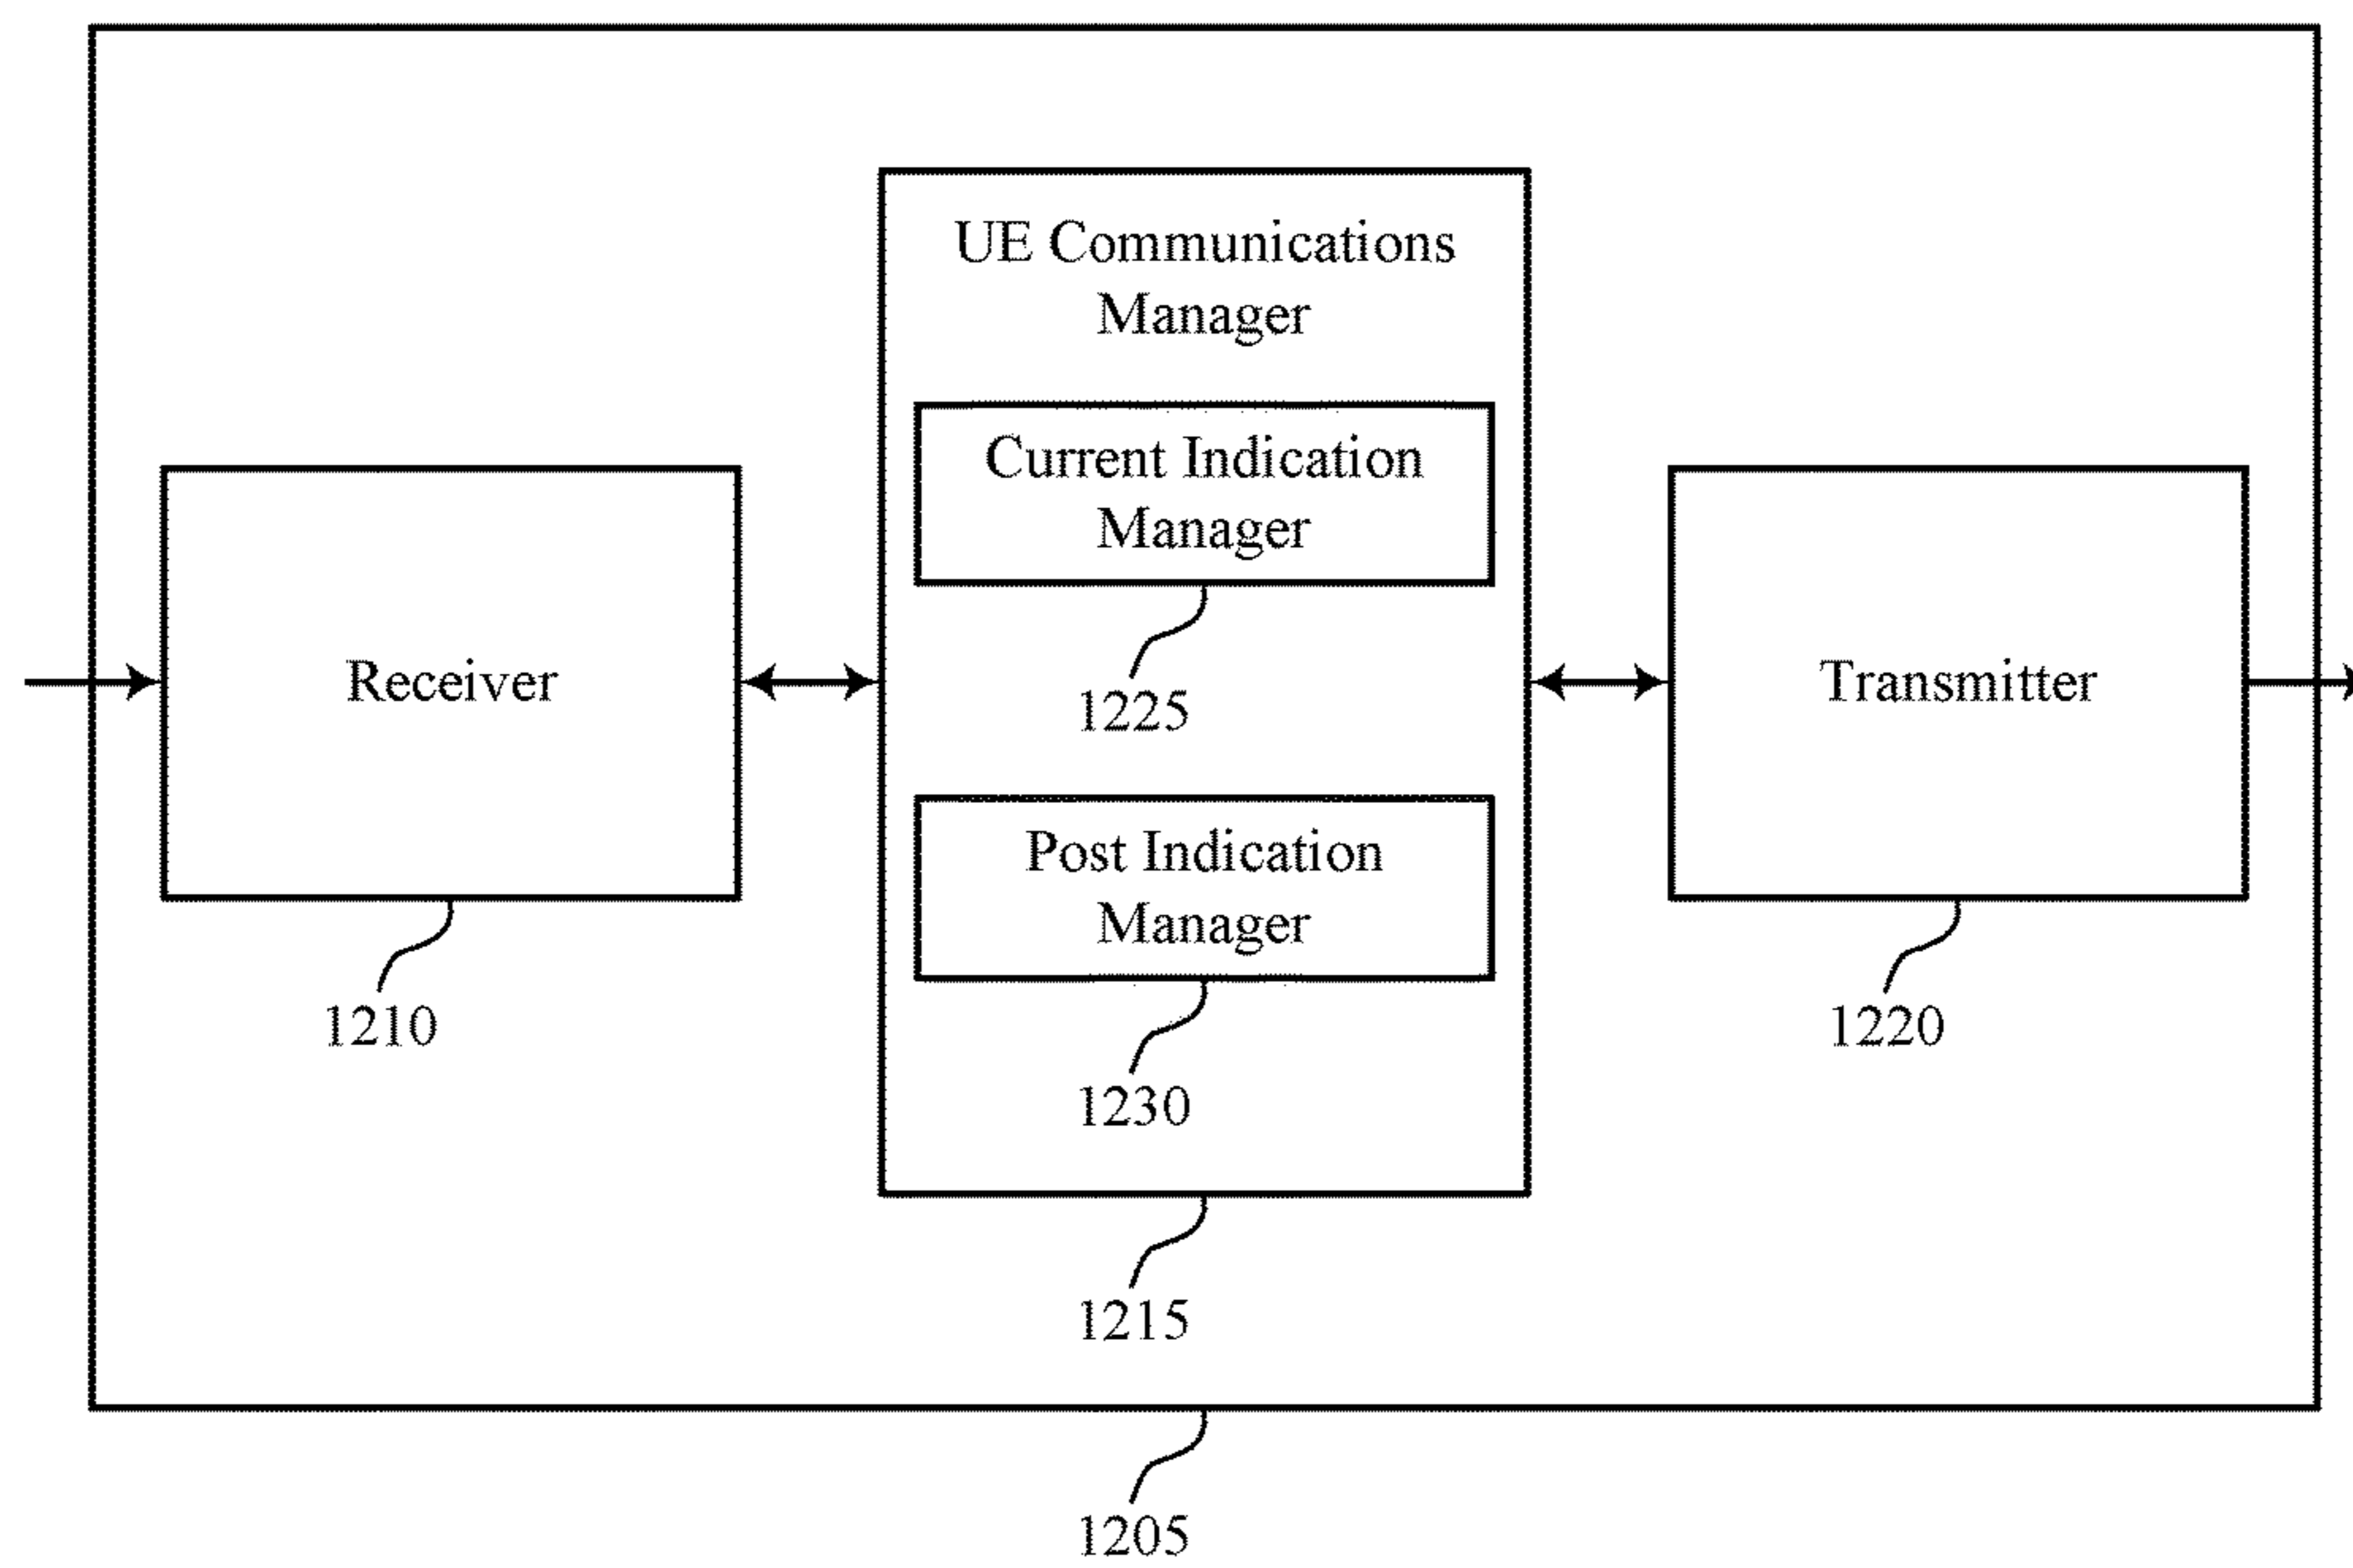 UE Communications
Manager
Current Indication
Manager
1225
Receiver
1210
Post Indication
Manager
1230
Transmitter
1220
1215
1205